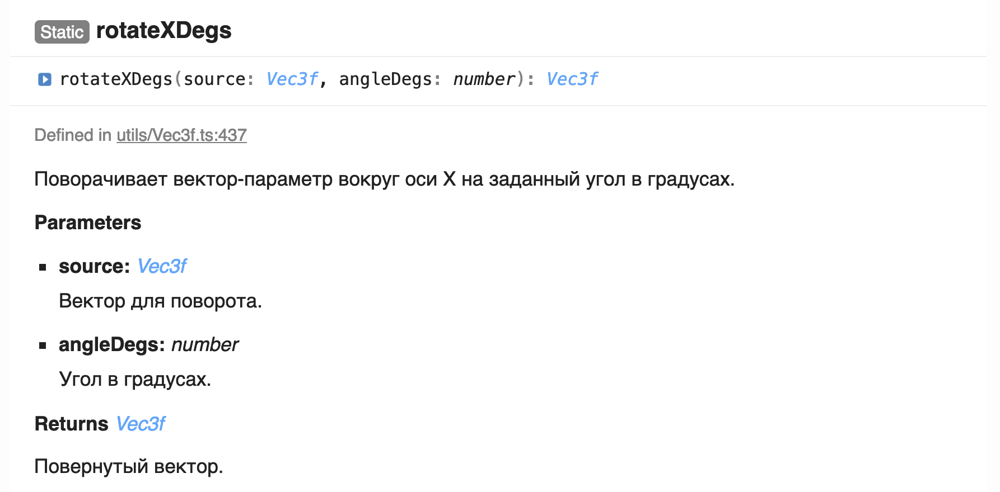 Static rotateXDegs
rotateXDegs(source: Vec3f, angleDegs: number): Vec3f
Defined in utils/Vec3f.ts:437
Поворачивает вектор-параметр вокруг оси X на заданный угол в градусах.
Parameters
source: Vec3f
Вектор для поворота.
angleDegs: number
Угол в градусах.
Returns Vec3f
Повернутый вектор.